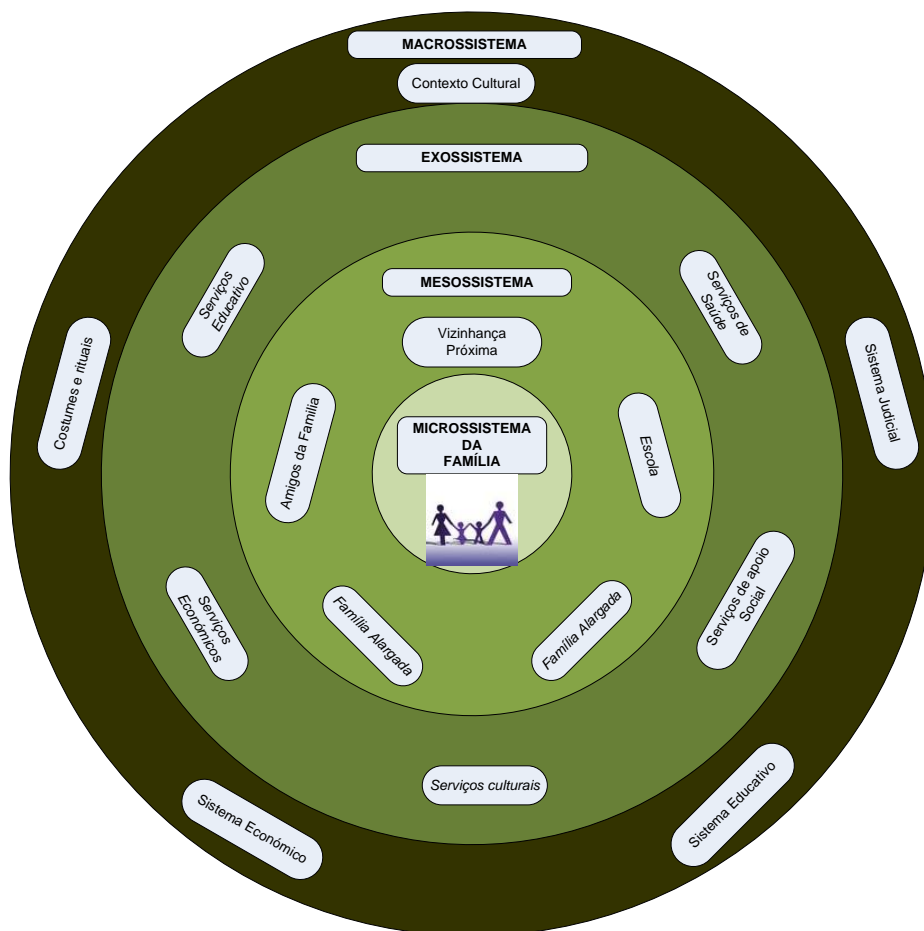 MACROSSISTEMA
Contexto Cultural
EXOSSISTEMA
Serviços
Educativo
Serviços de
Saúde
MESOSSISTEMA
Vizinhança
Próxima
Costumes e rituais
Sistema Judicial
Amigos da Família
Escola
MICROSSISTEMA
DA
FAMÍLIA
Serviços
Económicos
Serviços de apoio
Social
Família Alargada
Família Alargada
Serviços culturais
Sistema Económico
Sistema Educativo